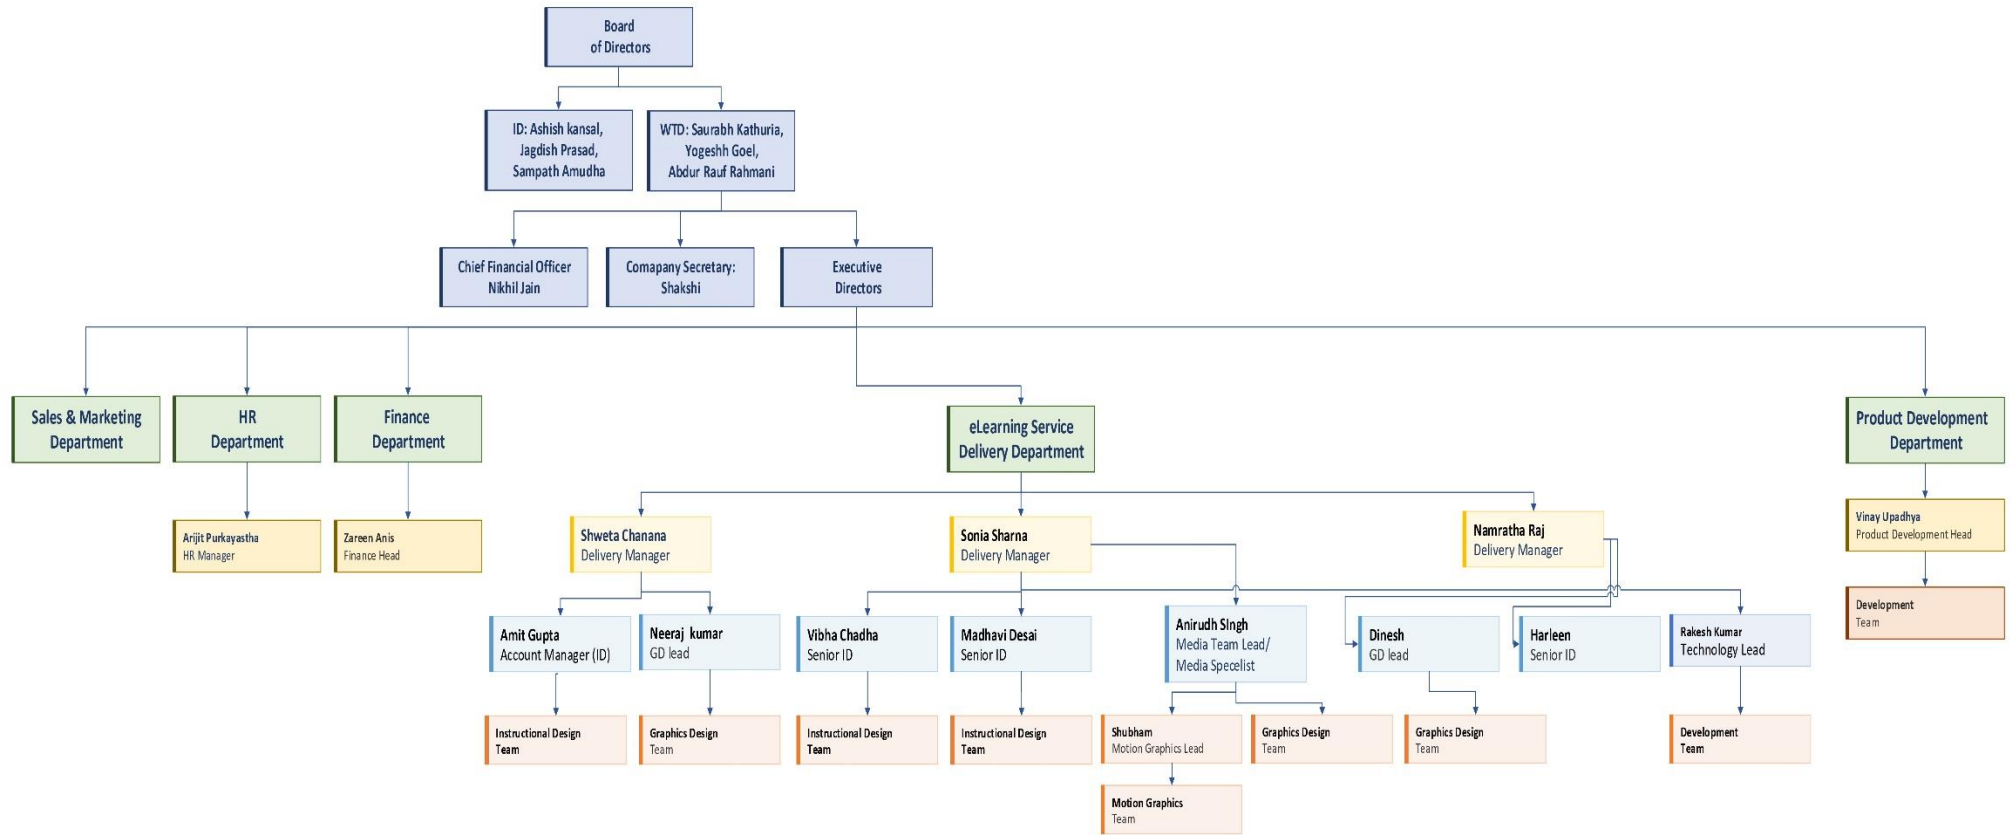 Board
of Directors
ID: Ashish kansal,
Jagdish Prasad,
Sampath Amudha
WTD: Saurabh Kathuria,
Yogeshh Goel,
Abdur Rauf Rahmani
Chief Financial Officer
Nikhil Jain
Comapany Secretary:
Shakshi
Executive
Directors
Sales & Marketing
Department
HR
Department
Finance
Department
eLearning Service
Delivery Department
Product Development
Department
Arijit Purkayastha
HR Manager
Zareen Anis
Finance Head
Shweta Chanana
Delivery Manager
Sonia Sharna
Delivery Manager
Namratha Raj
Delivery Manager
Vinay Upadhya
Product Development Head
Development
Team
Amit Gupta
Account Manager (ID)
Neeraj kumar
GD lead
Vibha Chadha
Senior ID
Madhavi Desai
Senior ID
Anirudh SIngh
Media Team Lead/
Media Specelist
Dinesh
GD lead
Harleen
Senior ID
Rakesh Kumar
Technology Lead
Instructional Design
Team
Graphics Design
Team
Instructional Design
Team
Instructional Design
Team
Shubham
Motion Graphics Lead
Graphics Design
Team
Graphics Design
Team
Development
Team
Motion Graphics
Team